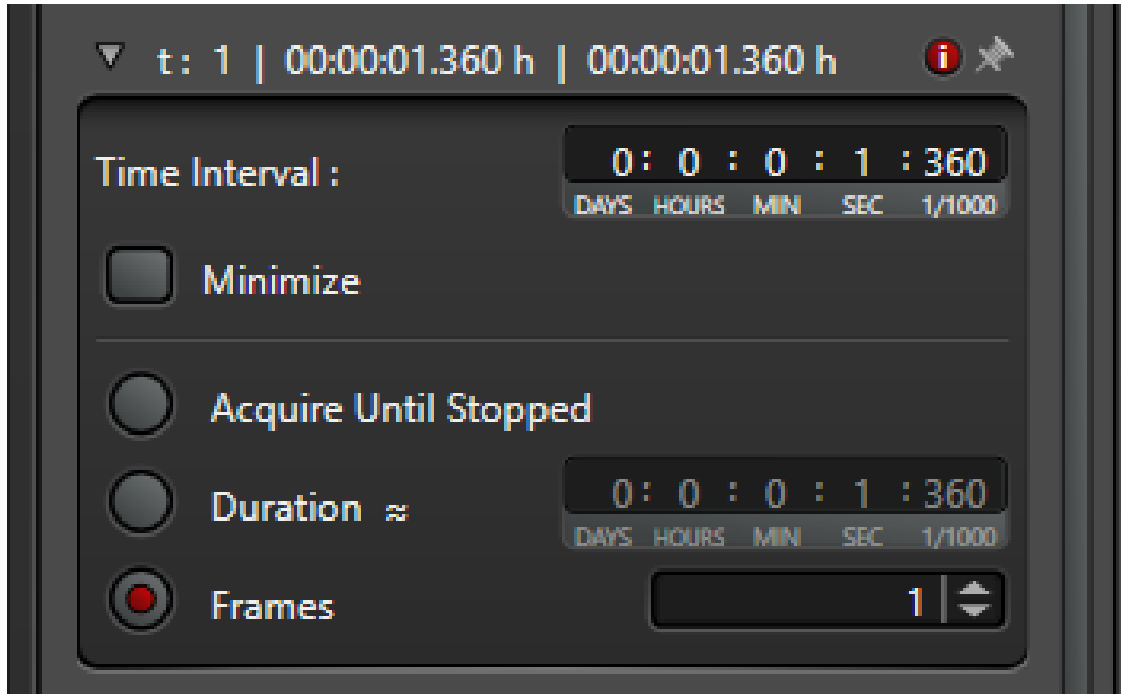 t: 1 | 00:00:01.360 h | 00:00:01.360 h i
Time Interval : 0: 0 : 0 : 1 : 360
DAYS HOURS MIN SEC 1/1000
Minimize
Acquire Until Stopped
Duration ≈ 0: 0 : 0 : 1 : 360
DAYS HOURS MIN SEC 1/1000
Frames 1